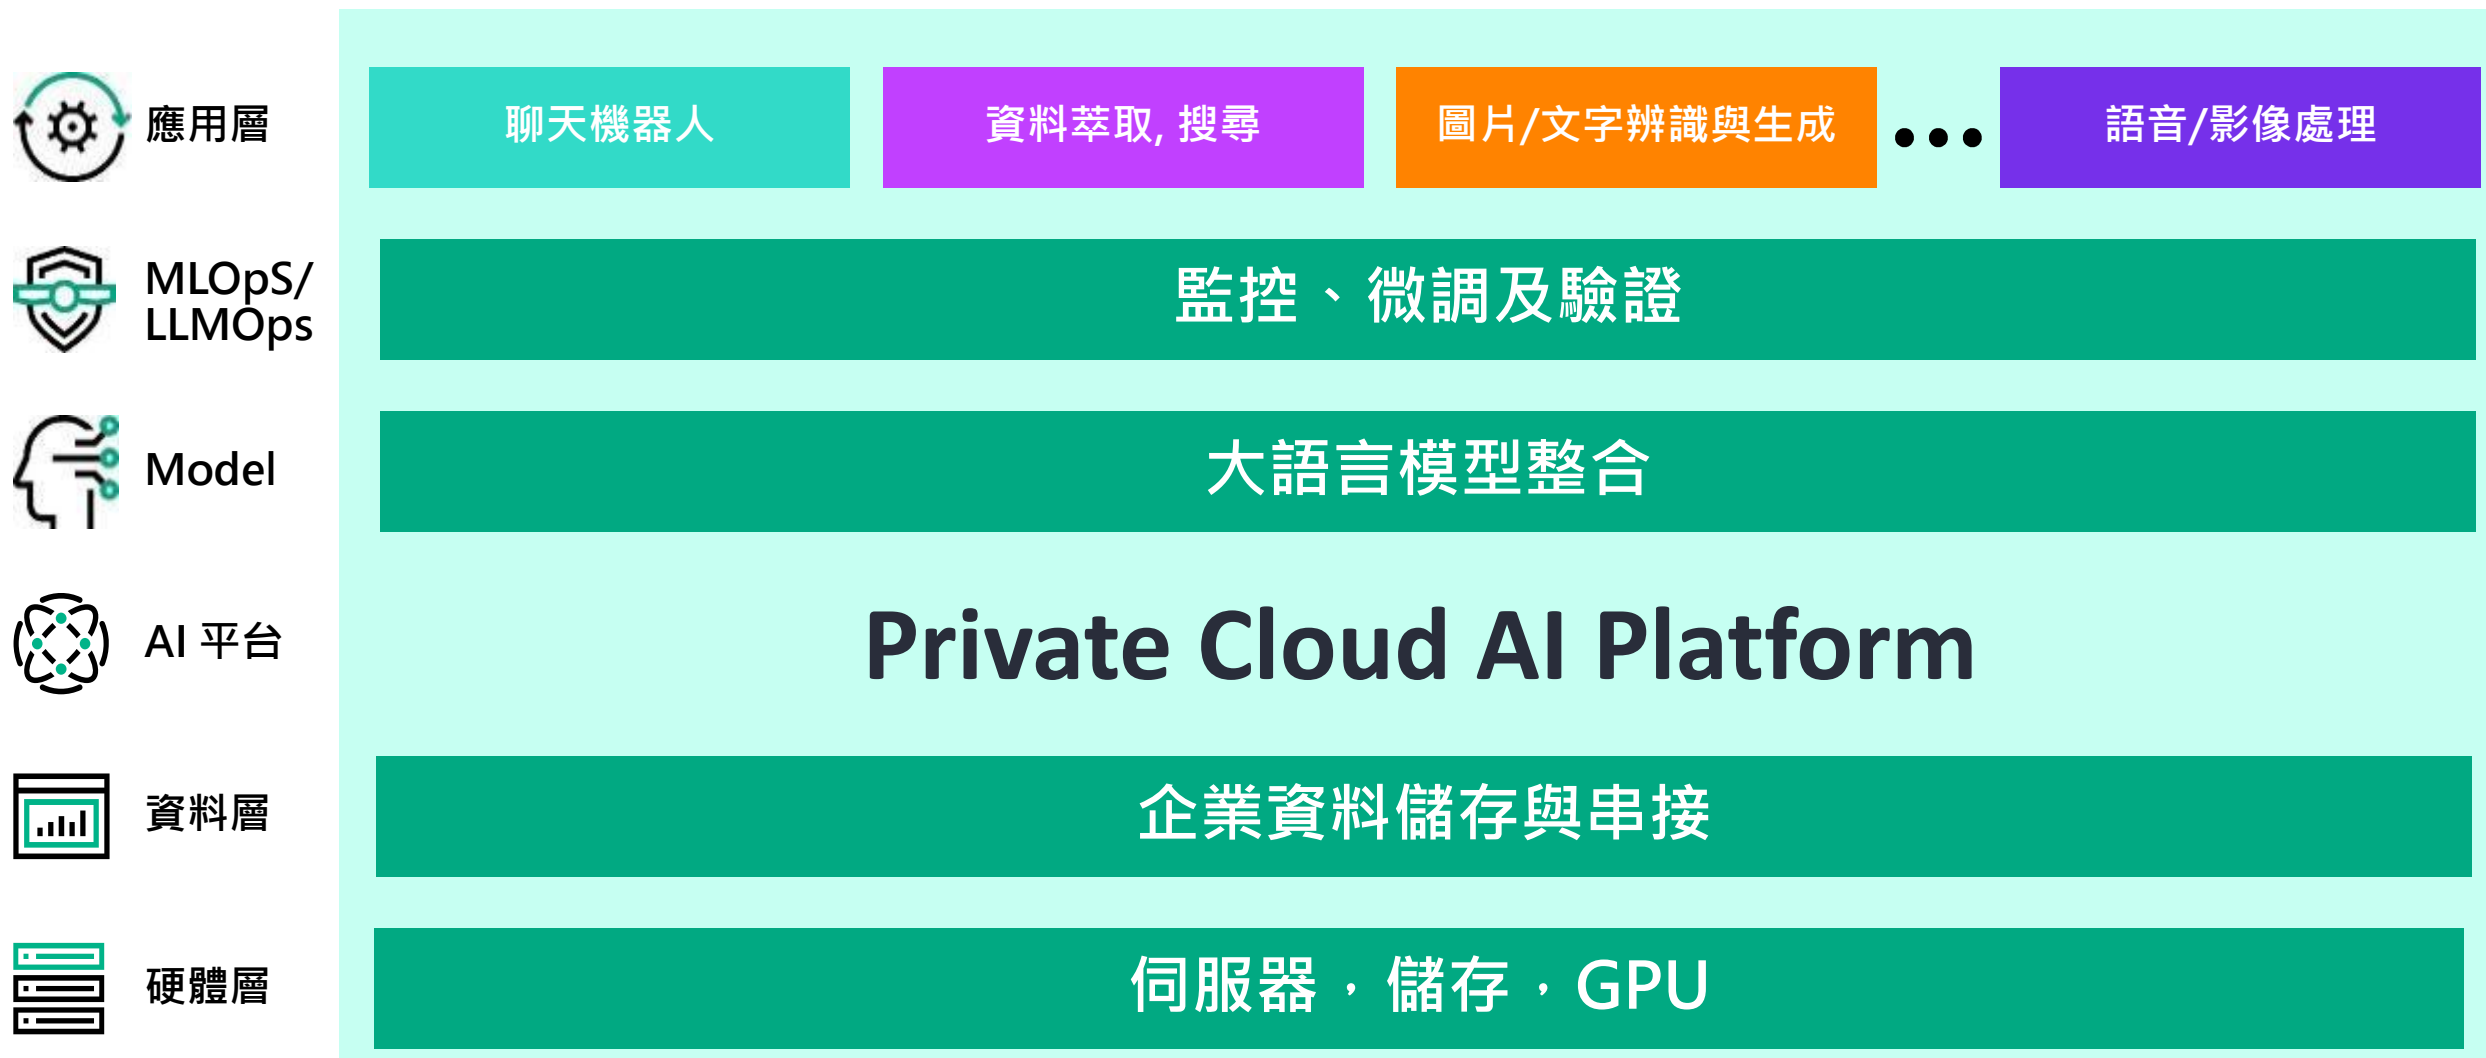 應用層
聊天機器人
資料萃取, 搜尋
圖片/文字辨識與生成
●●●
語音/影像處理
MLOpS/
LLMOps
監控、微調及驗證
Model
大語言模型整合
AI 平台
Private Cloud AI Platform
資料層
企業資料儲存與串接
硬體層
伺服器，儲存，GPU